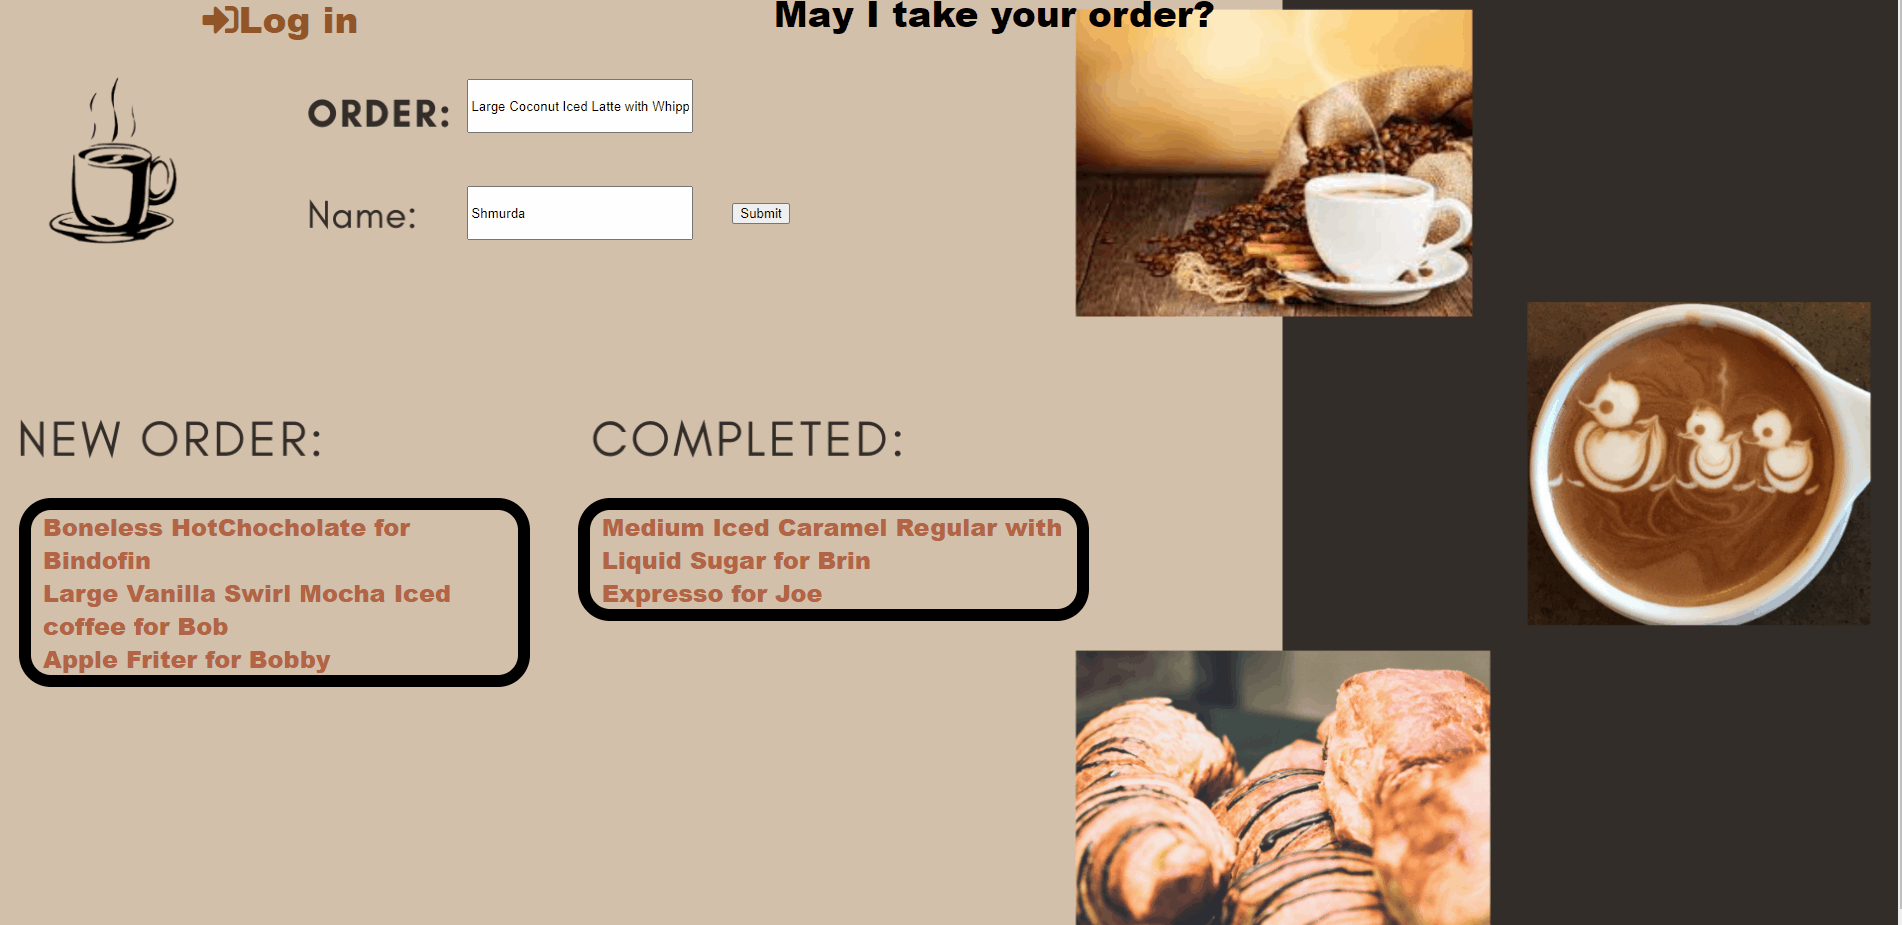 Log in
May I take your order?
ORDER:
Large Coconut Iced Latte with Whipp
Name:
Shmurda
Submit
NEW ORDER:
Boneless HotChocholate for
Bindofin
Large Vanilla Swirl Mocha Iced
coffee for Bob
Apple Friter for Bobby
COMPLETED:
Medium Iced Caramel Regular with
Liquid Sugar for Brin
Expresso for Joe